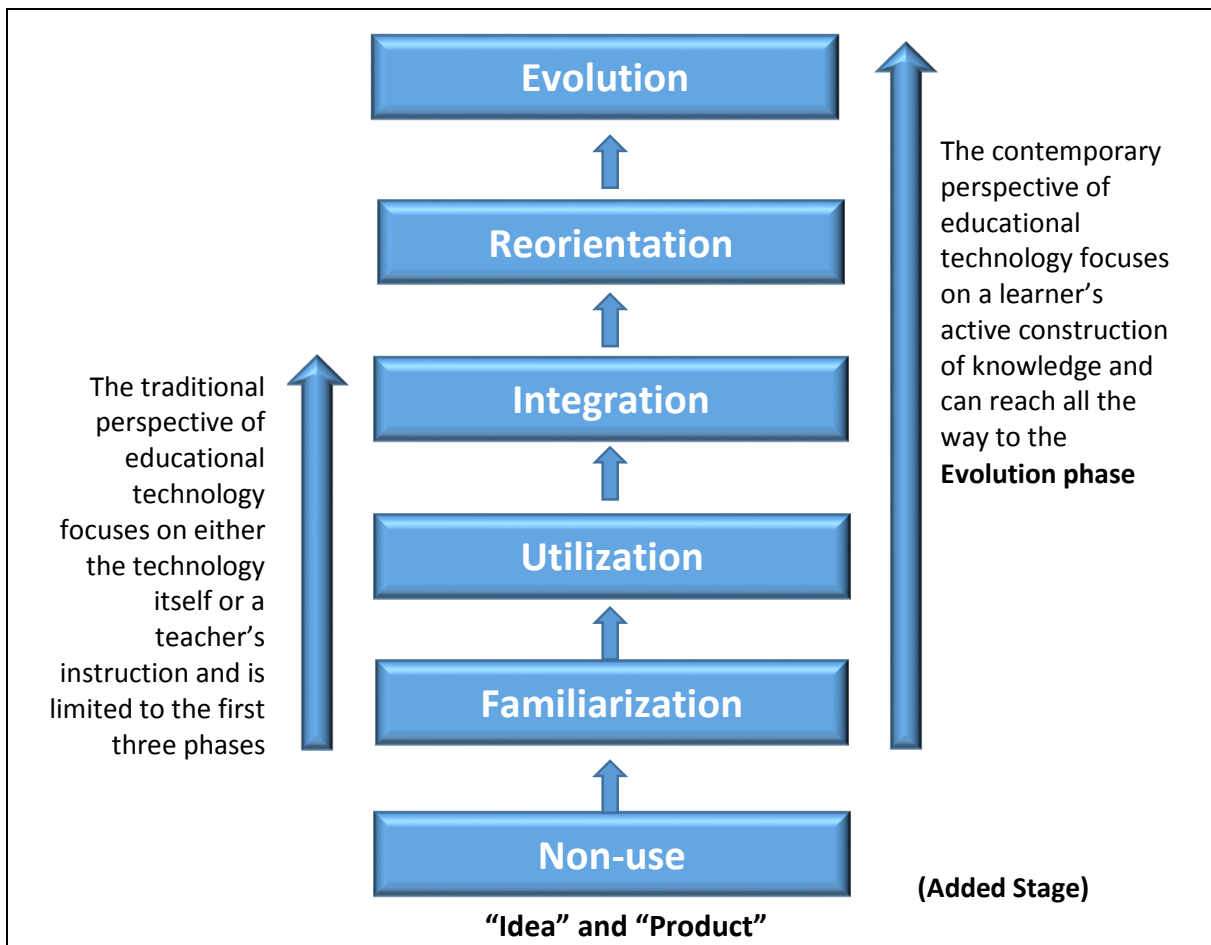 Evolution
Reorientation
Integration
Utilization
Familiarization
Non-use
“Idea” and “Product”
The traditional
perspective of
educational
technology
focuses on either
the technology
itself or a
teacher’s
instruction and is
limited to the first
three phases
The contemporary
perspective of
educational
technology focuses
on a learner’s
active construction
of knowledge and
can reach all the
way to the
Evolution phase
(Added Stage)